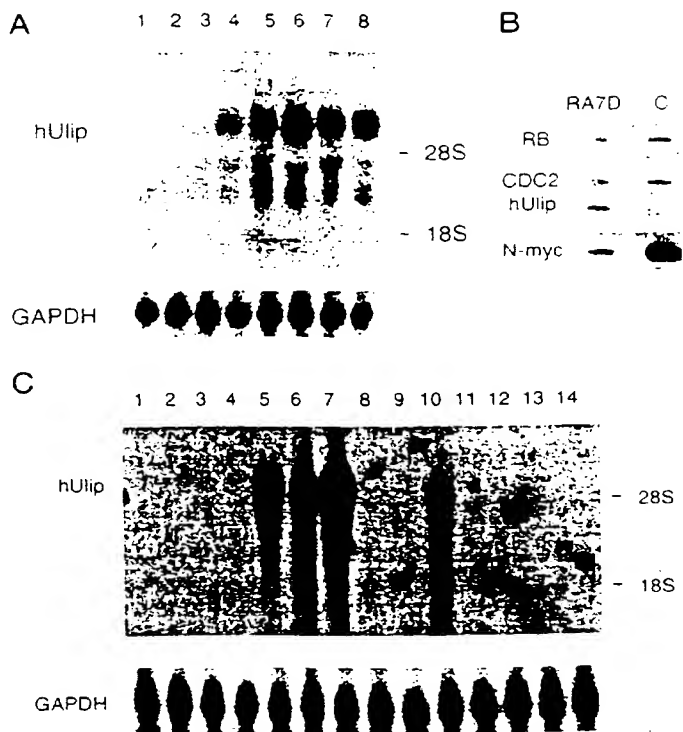 A
1 2 3 4 5 6 7 8
hUlip
28S
18S
GAPDH
B
RA7D C
RB
CDC2
hUlip
N-myc
C
1 2 3 4 5 6 7 8 9 10 11 12 13 14
hUlip
28S
18S
GAPDH